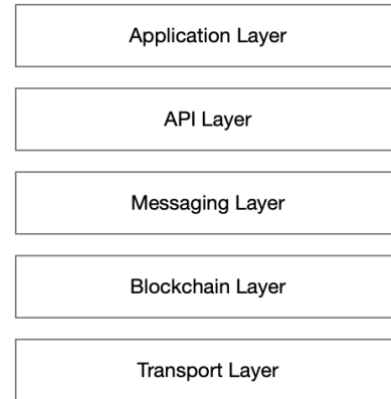 Application Layer
API Layer
Messaging Layer
Blockchain Layer
Transport Layer